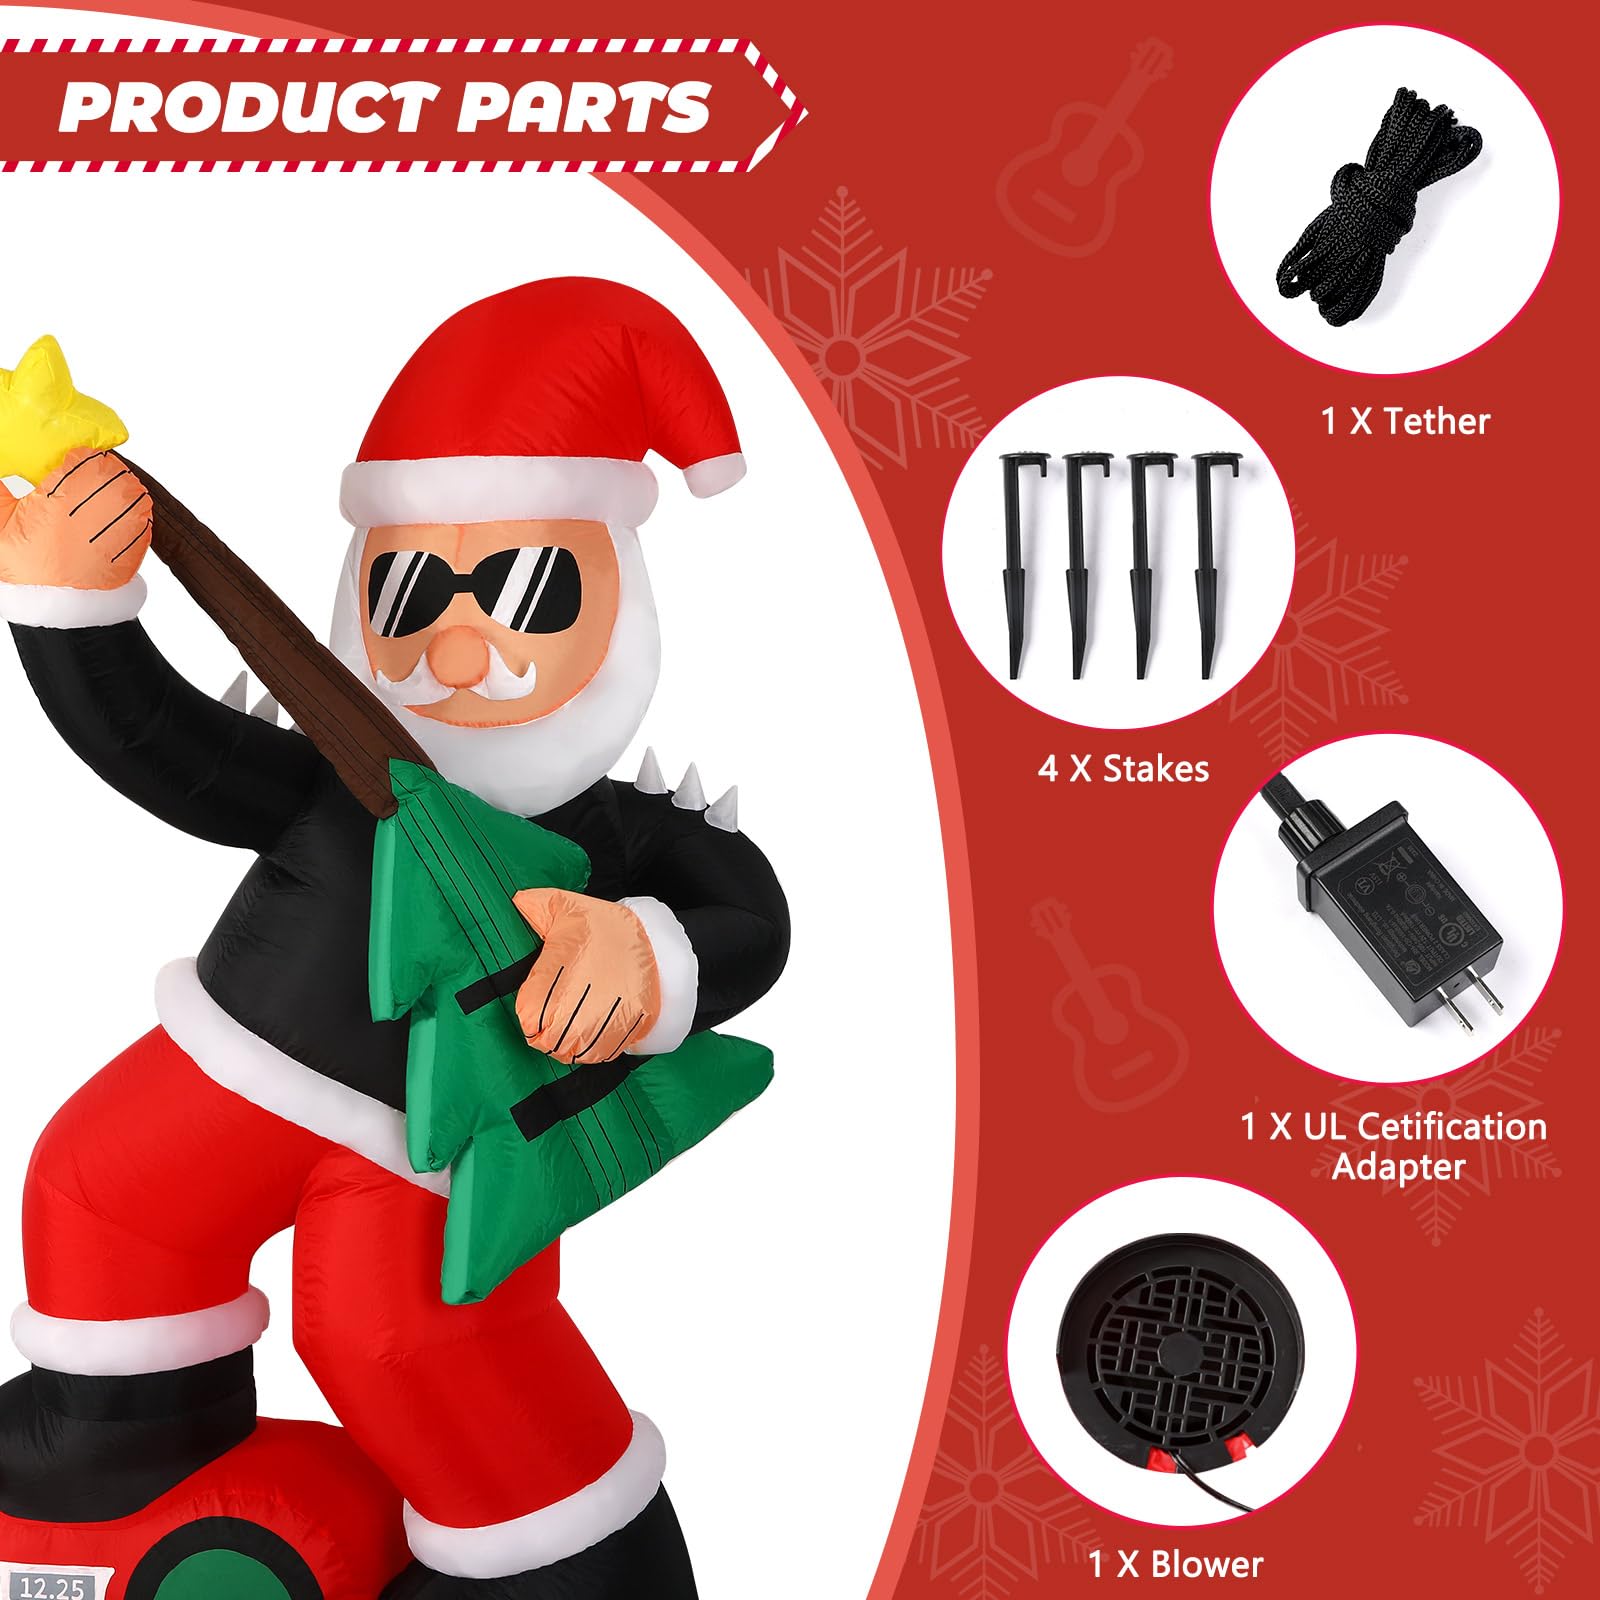 PRODUCT PARTS
1 X Tether
4 X Stakes
1 X UL Cetification
Adapter
1 X Blower
12.25